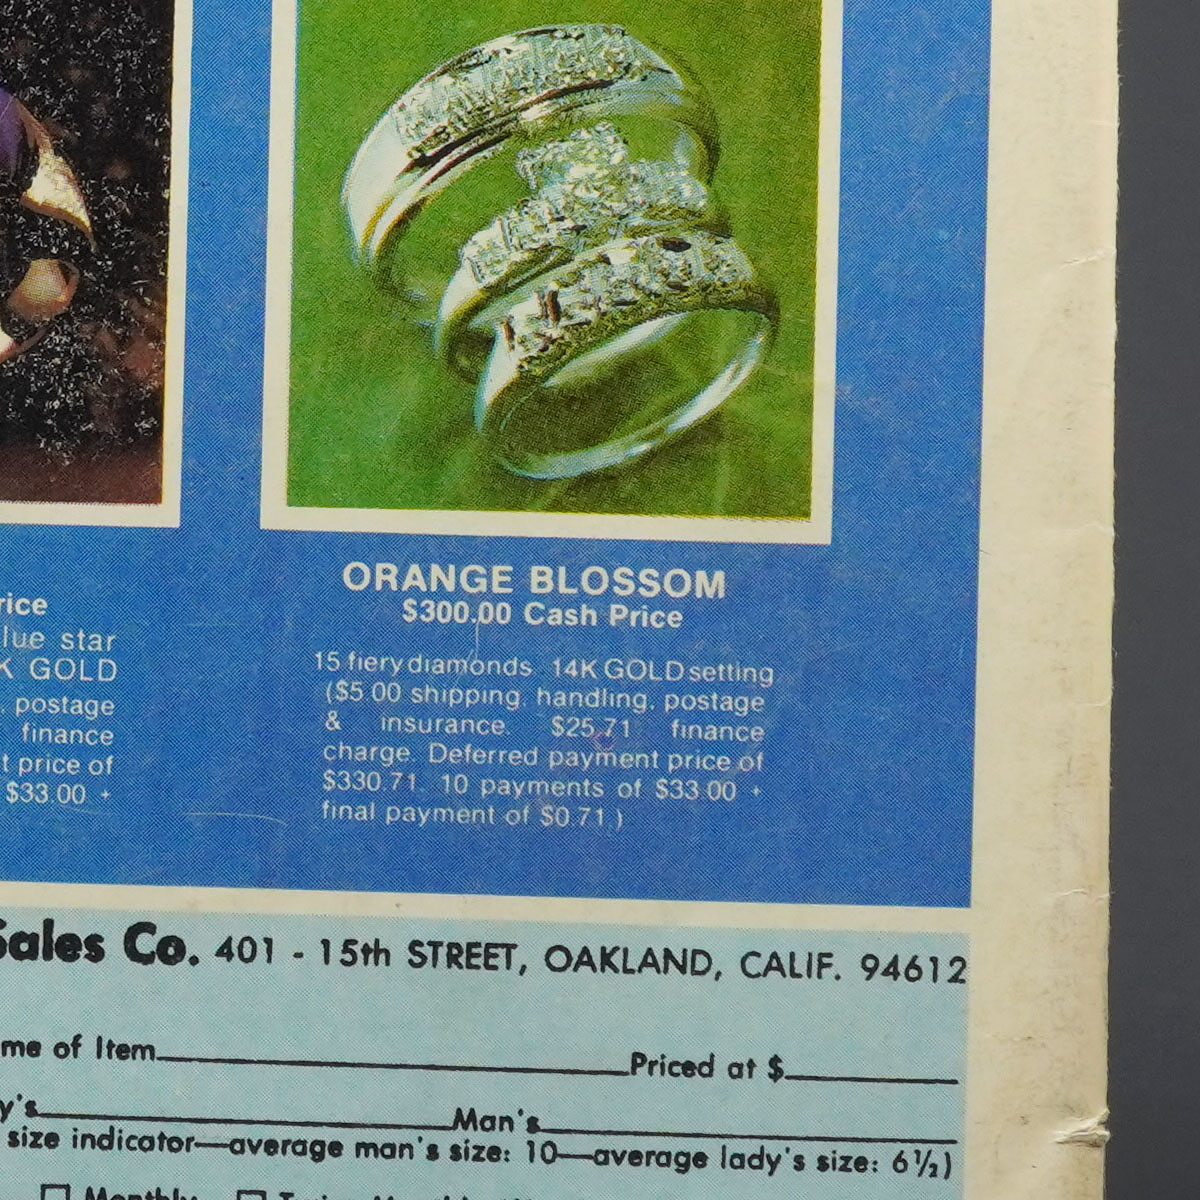 rice
lue star
K GOLD
, postage
finance
t price of
$33.00 +
ORANGE BLOSSOM
$300.00 Cash Price
15 fiery diamonds. 14K GOLD setting
($5.00 shipping, handling, postage
& insurance. $25.71 finance
charge. Deferred payment price of
$330.71. 10 payments of $33.00 +
final payment of $0.71.)
Sales Co. 401 - 15th STREET, OAKLAND, CALIF. 94612
me of Item Priced at $
y's Man's
size indicator—average man's size: 10—average lady's size: 6½)
Monthly